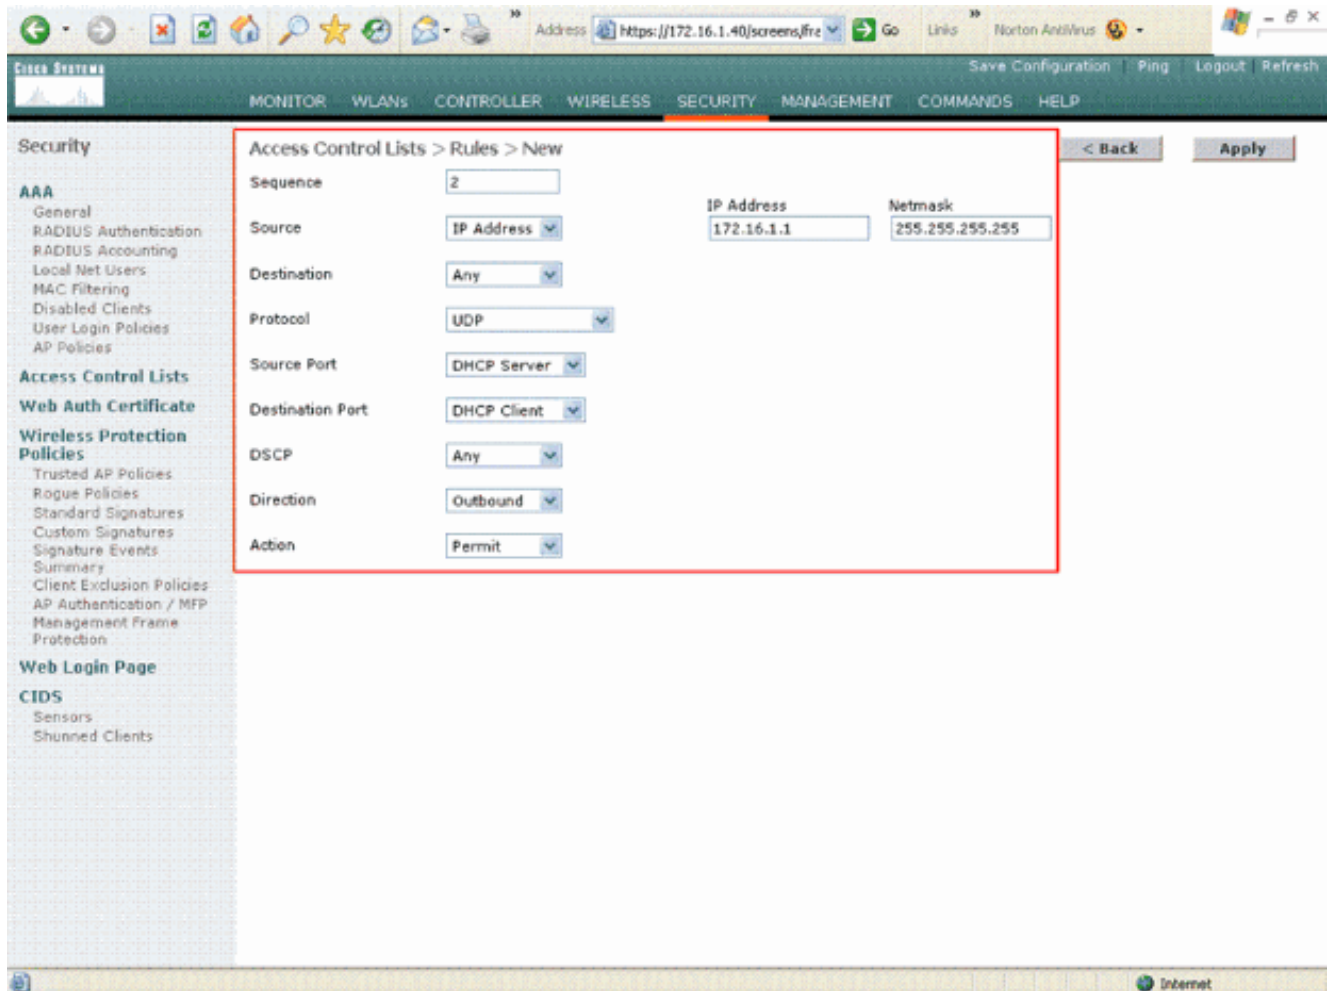 Address https://172.16.1.40/screens/fra Go Links Norton AntiVirus
CISCO SYSTEMS
Save Configuration Ping Logout Refresh
MONITOR WLANs CONTROLLER WIRELESS SECURITY MANAGEMENT COMMANDS HELP
Security
AAA
General
RADIUS Authentication
RADIUS Accounting
Local Net Users
MAC Filtering
Disabled Clients
User Login Policies
AP Policies
Access Control Lists
Web Auth Certificate
Wireless Protection
Policies
Trusted AP Policies
Rogue Policies
Standard Signatures
Custom Signatures
Signature Events
Summary
Client Exclusion Policies
AP Authentication / MFP
Management Frame
Protection
Web Login Page
CIDS
Sensors
Shunned Clients
Access Control Lists > Rules > New
< Back Apply
Sequence 2
IP Address Netmask
Source IP Address 172.16.1.1 255.255.255.255
Destination Any
Protocol UDP
Source Port DHCP Server
Destination Port DHCP Client
DSCP Any
Direction Outbound
Action Permit
Internet